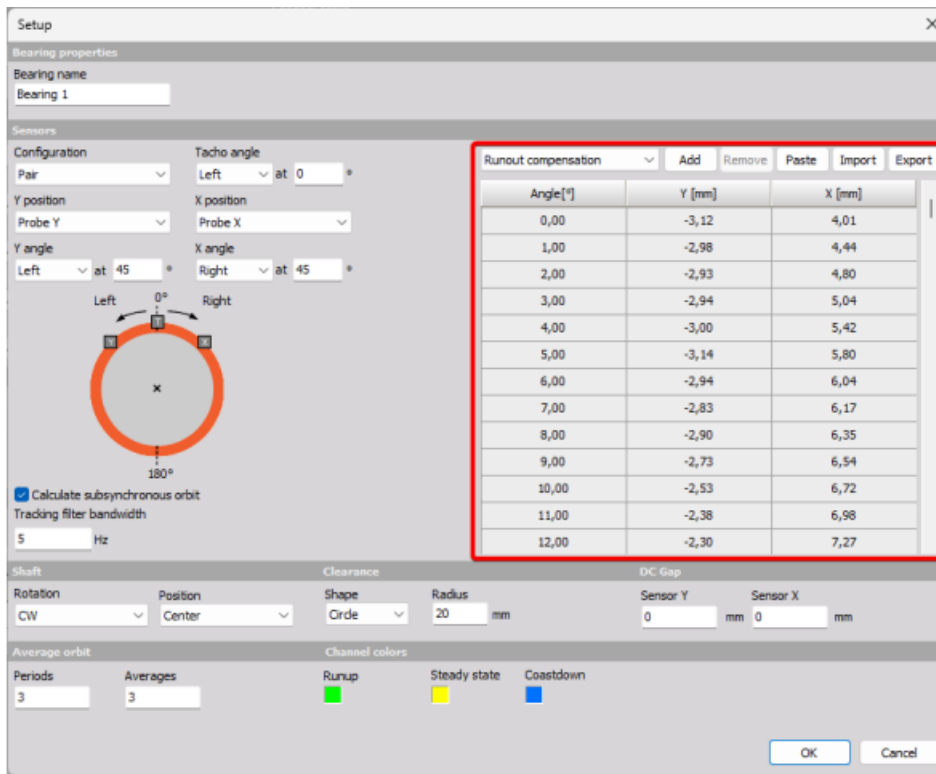 Setup
Bearing properties
Bearing name
Bearing 1
Sensors
Configuration Tacho angle
Pair Left at 0 °
Y position X position
Probe Y Probe X
Y angle X angle
Left at 45 ° Right at 45 °
Left 0° Right
T
Y X
180°
Calculate subsynchronous orbit
Tracking filter bandwidth
5 Hz
Runout compensation Add Remove Paste Import Export
Angle[°] Y [mm] X [mm]
0,00 -3,12 4,01
1,00 -2,98 4,44
2,00 -2,93 4,80
3,00 -2,94 5,04
4,00 -3,00 5,42
5,00 -3,14 5,80
6,00 -2,94 6,04
7,00 -2,83 6,17
8,00 -2,90 6,35
9,00 -2,73 6,54
10,00 -2,53 6,72
11,00 -2,38 6,98
12,00 -2,30 7,27
Shaft Clearance DC Gap
Rotation Position Shape Radius Sensor Y Sensor X
CW Center Circle 20 mm 0 mm 0 mm
Average orbit Channel colors
Periods Averages Runup Steady state Coastdown
3 3
OK Cancel